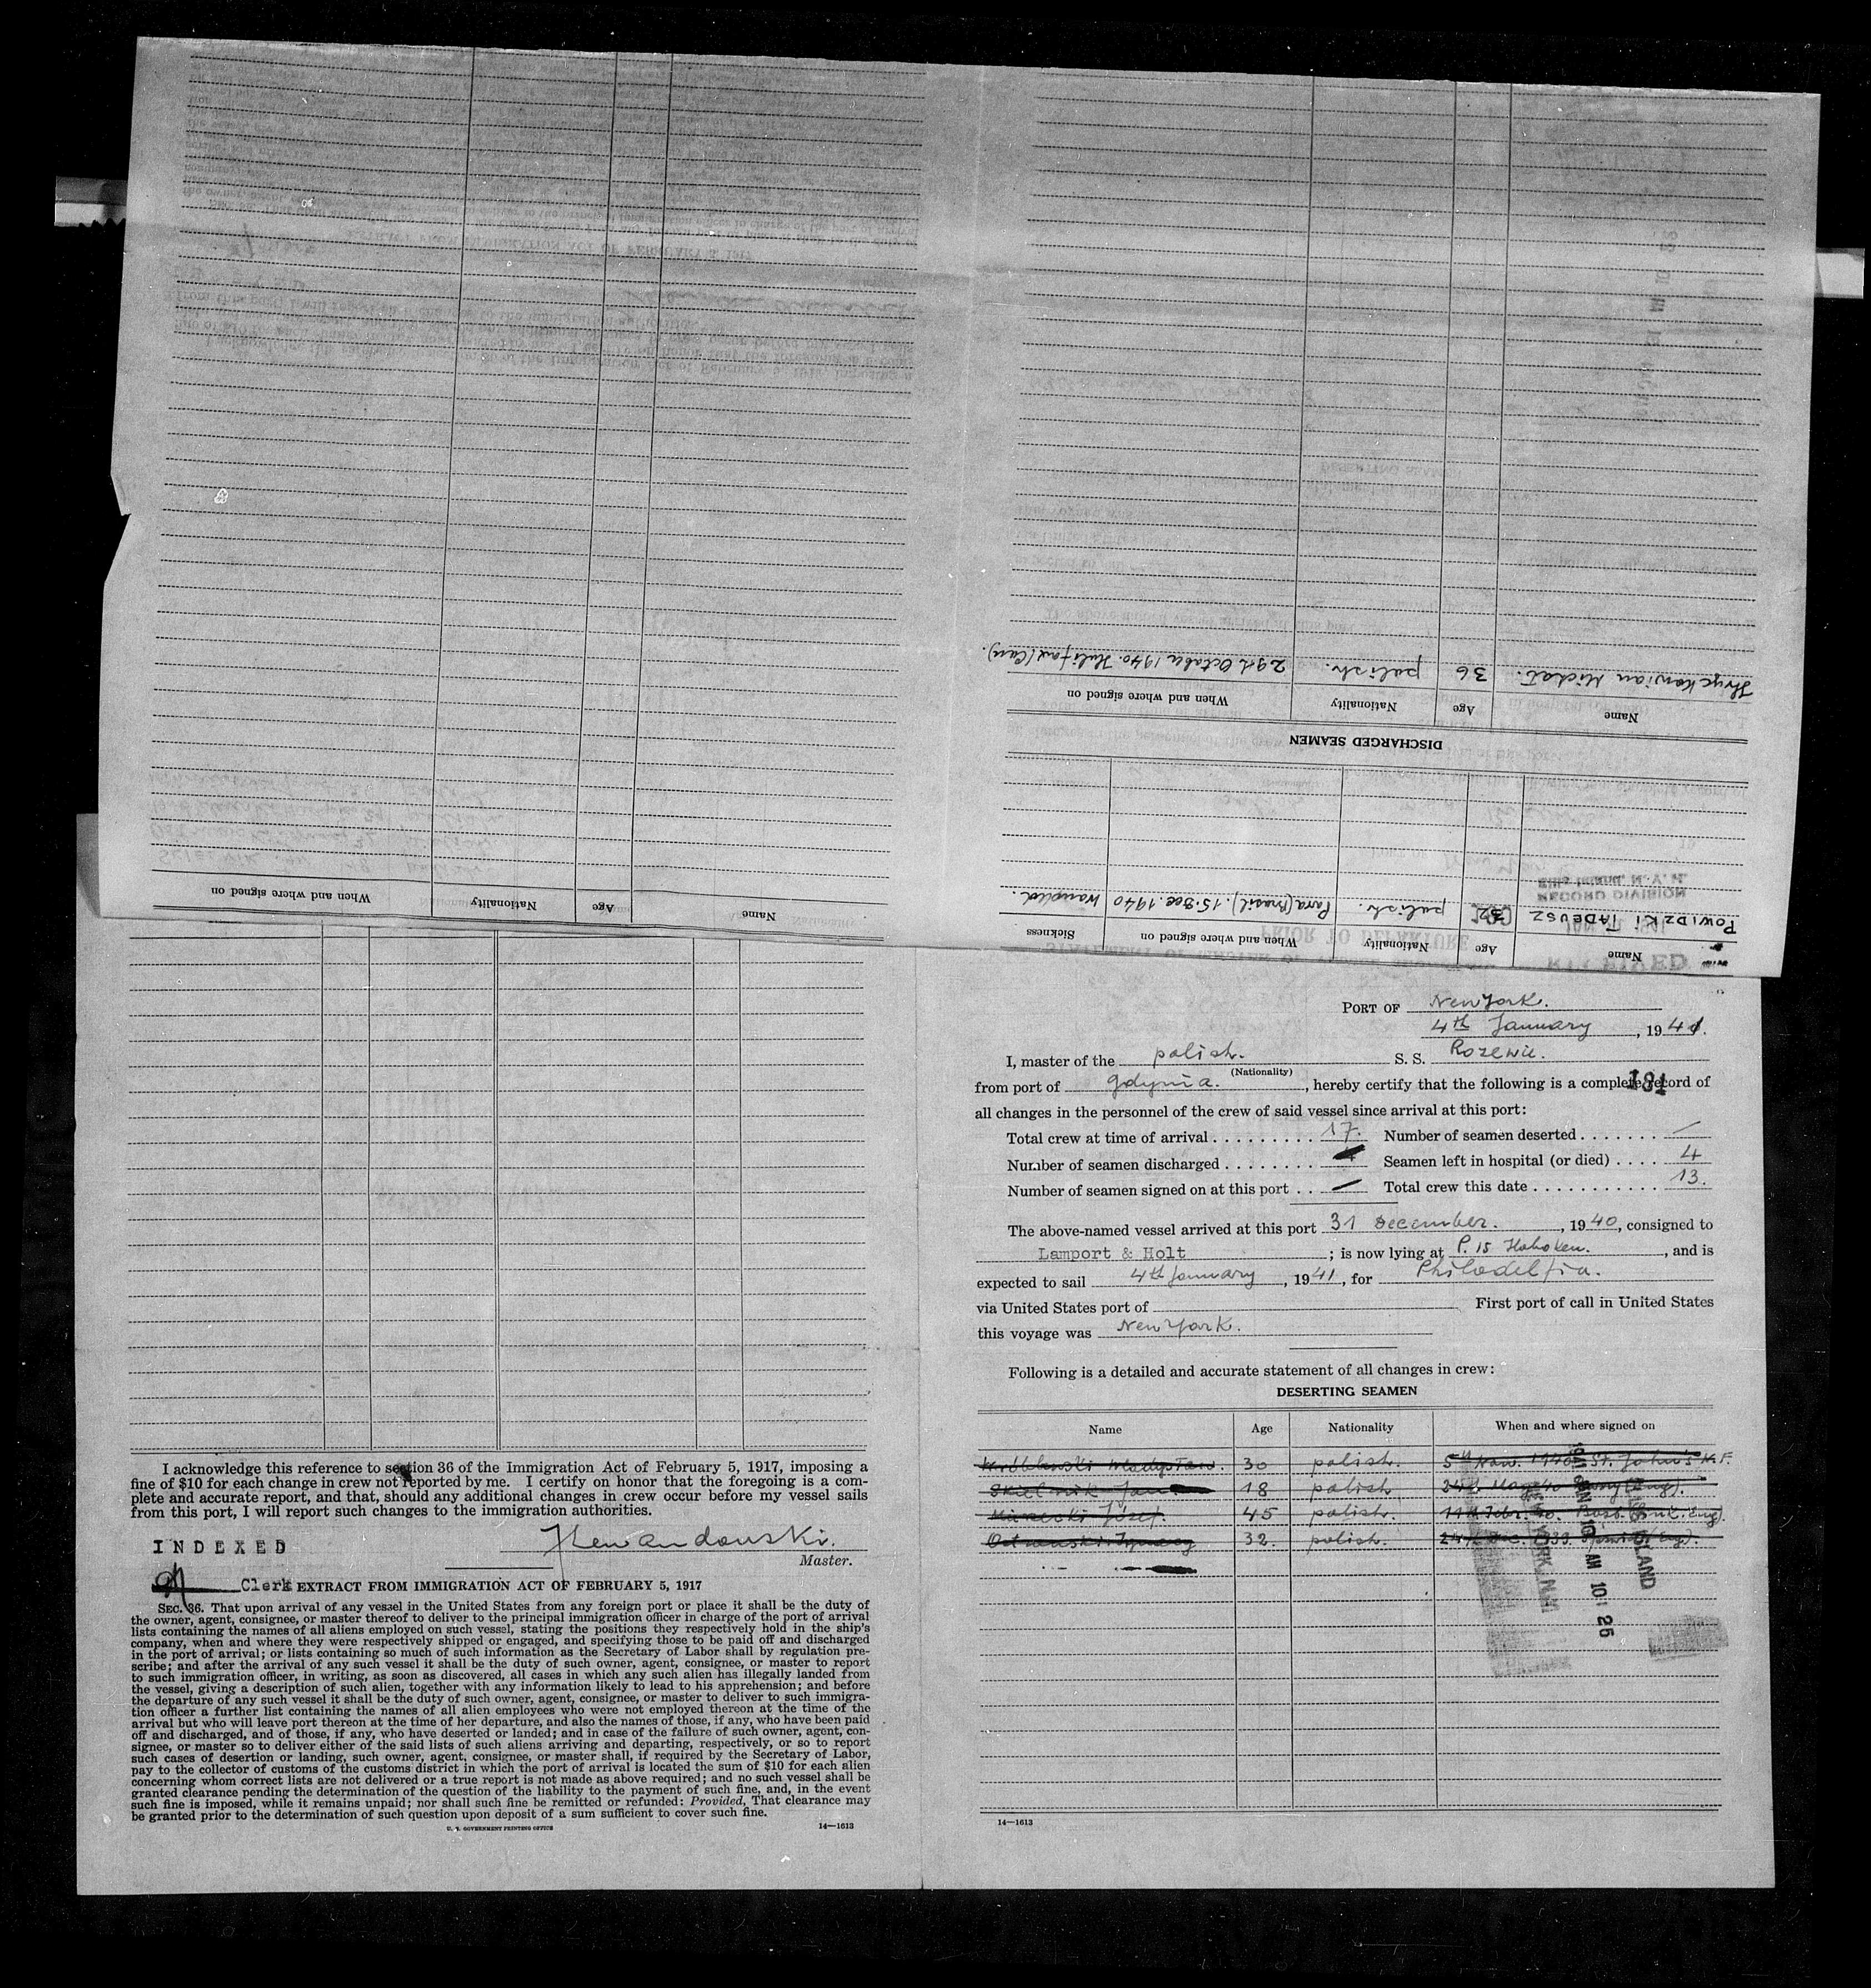 Name Age Nationality When and where signed on
Name Age Nationality When and where signed on Sickness
POWIDZKI TADEUSZ 32 polish. Para (Brasil). 15. Dec. 1940
DISCHARGED SEAMEN
Name Age Nationality When and where signed on
36 polish. 29th October 1940. Halifax (Can).
PORT OF New York.
4th January, 1941.
I, master of the polish. S. S. Rozewie.
(Nationality)
from port of Gdynia., hereby certify that the following is a complete record of
131
all changes in the personnel of the crew of said vessel since arrival at this port:
Total crew at time of arrival . . . . . . . . . 17. Number of seamen deserted . . . . . . . —
Number of seamen discharged . . . . . . . . Seamen left in hospital (or died) . . . . 4
Number of seamen signed on at this port . . — Total crew this date . . . . . . . . . . . 13.
The above-named vessel arrived at this port 31 December., 1940, consigned to
Lamport & Holt; is now lying at P. 15 Hoboken., and is
expected to sail 4th January, 1941, for Philadelfia.
via United States port of First port of call in United States
this voyage was New York.
Following is a detailed and accurate statement of all changes in crew:
DESERTING SEAMEN
Name Age Nationality When and where signed on
Wróblewski Władysław. 30 polish. 5th Nov. 1940 St. John's N.F.
Skielnik Jan 18 polish
Józef. 45 polish.
Ostrowski Ignacy 32. polish.
1941 JAN 10 AM 10: 25
14—1613
I acknowledge this reference to section 36 of the Immigration Act of February 5, 1917, imposing a
fine of $10 for each change in crew not reported by me. I certify on honor that the foregoing is a com-
plete and accurate report, and that, should any additional changes in crew occur before my vessel sails
from this port, I will report such changes to the immigration authorities.
INDEXED
Master.
Clerk EXTRACT FROM IMMIGRATION ACT OF FEBRUARY 5, 1917
SEC. 36. That upon arrival of any vessel in the United States from any foreign port or place it shall be the duty of
the owner, agent, consignee, or master thereof to deliver to the principal immigration officer in charge of the port of arrival
lists containing the names of all aliens employed on such vessel, stating the positions they respectively hold in the ship's
company, when and where they were respectively shipped or engaged, and specifying those to be paid off and discharged
in the port of arrival; or lists containing so much of such information as the Secretary of Labor shall by regulation pre-
scribe; and after the arrival of any such vessel it shall be the duty of such owner, agent, consignee, or master to report
to such immigration officer, in writing, as soon as discovered, all cases in which any such alien has illegally landed from
the vessel, giving a description of such alien, together with any information likely to lead to his apprehension; and before
the departure of any such vessel it shall be the duty of such owner, agent, consignee, or master to deliver to such immigra-
tion officer a further list containing the names of all alien employees who were not employed thereon at the time of the
arrival but who will leave port thereon at the time of her departure, and also the names of those, if any, who have been paid
off and discharged, and of those, if any, who have deserted or landed; and in case of the failure of such owner, agent, con-
signee, or master so to deliver either of the said lists of such aliens arriving and departing, respectively, or so to report
such cases of desertion or landing, such owner, agent, consignee, or master shall, if required by the Secretary of Labor,
pay to the collector of customs of the customs district in which the port of arrival is located the sum of $10 for each alien
concerning whom correct lists are not delivered or a true report is not made as above required; and no such vessel shall be
granted clearance pending the determination of the question of the liability to the payment of such fine, and, in the event
such fine is imposed, while it remains unpaid; nor shall such fine be remitted or refunded: Provided, That clearance may
be granted prior to the determination of such question upon deposit of a sum sufficient to cover such fine.
U. S. GOVERNMENT PRINTING OFFICE 14—1613